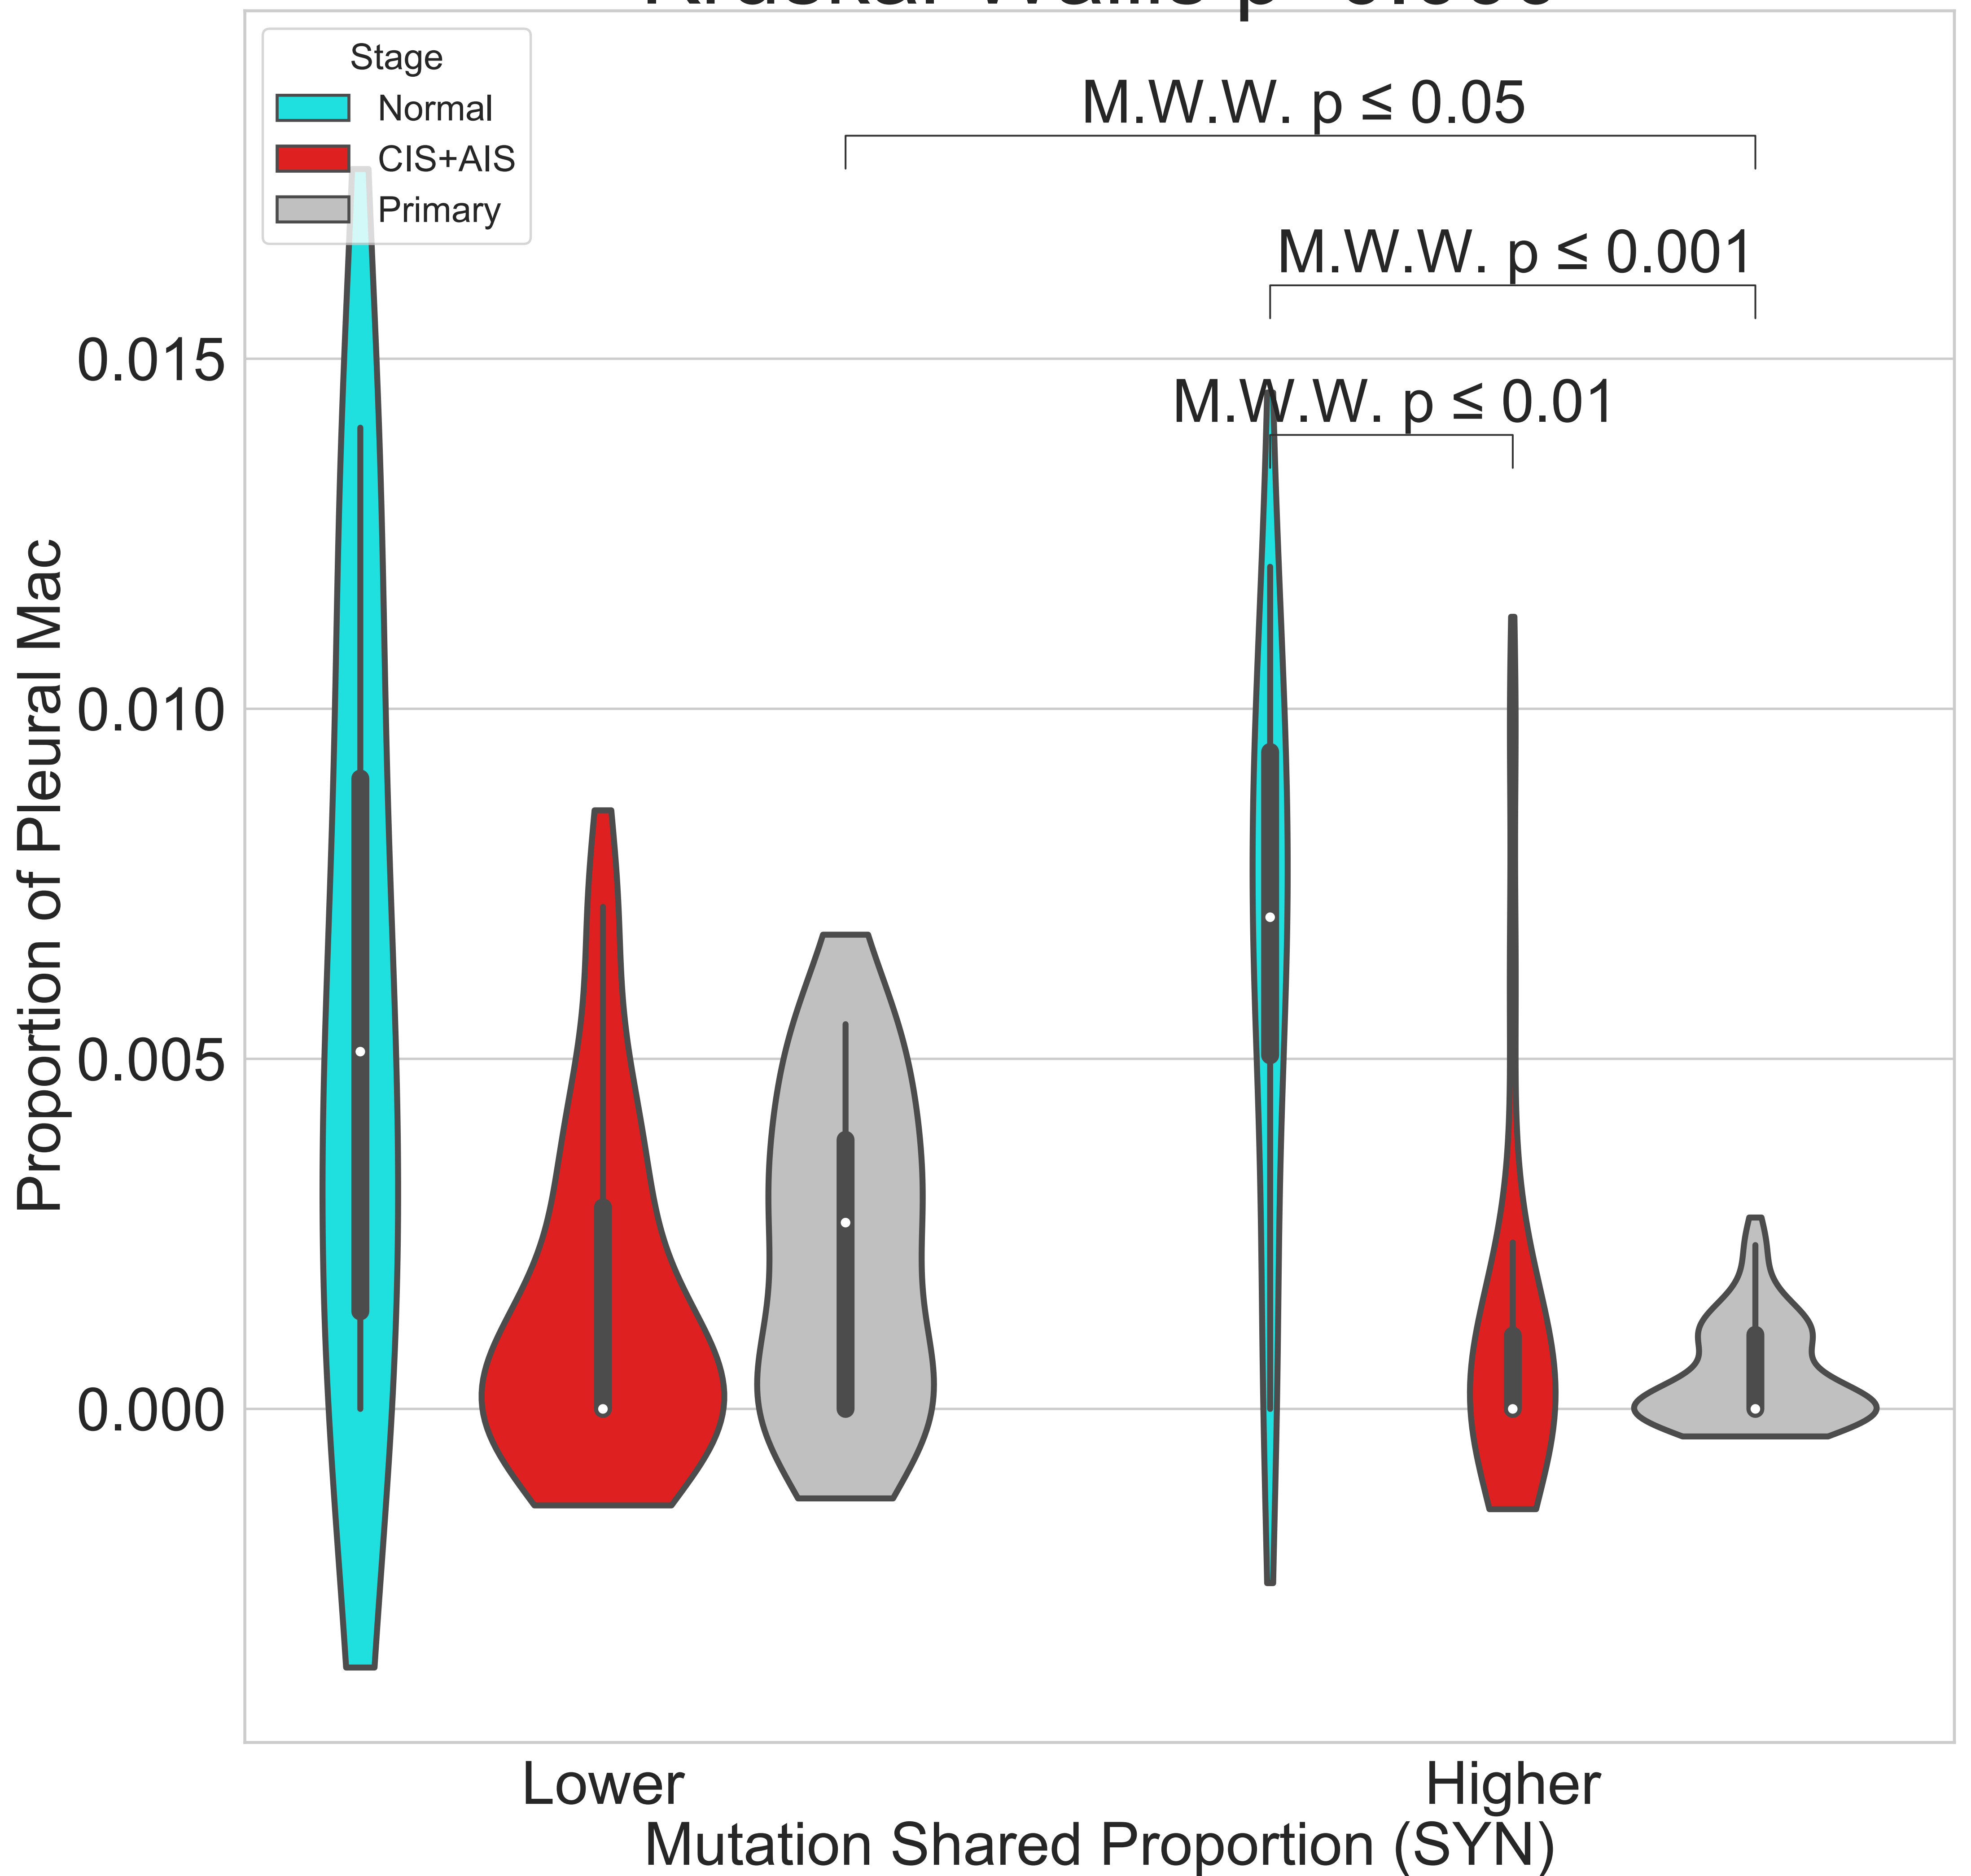 Stage
Normal
CIS+AIS
Primary
M.W.W. p ≤ 0.05
M.W.W. p ≤ 0.001
M.W.W. p ≤ 0.01
0.015
0.010
0.005
0.000
Proportion of Pleural Mac
Lower
Higher
Mutation Shared Proportion (SYN)